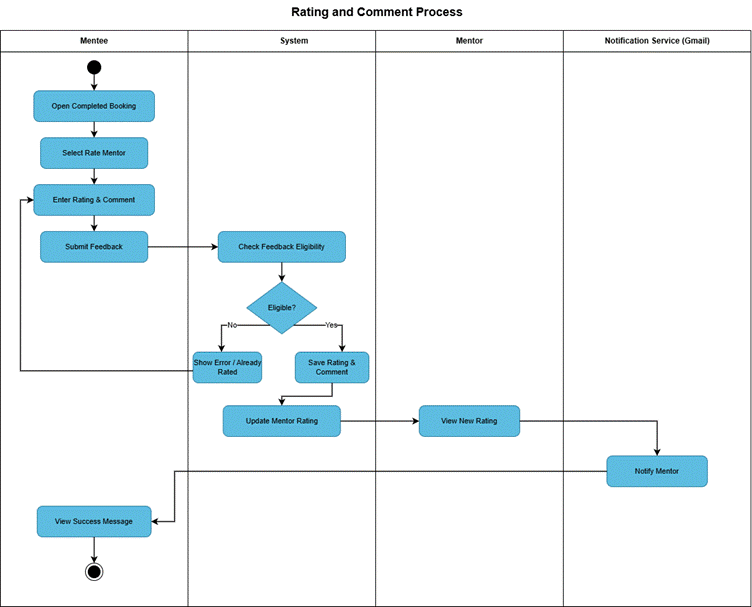 Rating and Comment Process
Mentee
System
Mentor
Notification Service (Gmail)
Open Completed Booking
Select Rate Mentor
Enter Rating & Comment
Submit Feedback
Check Feedback Eligibility
Eligible?
No
Yes
Show Error / Already
Rated
Save Rating &
Comment
Update Mentor Rating
View New Rating
Notify Mentor
View Success Message